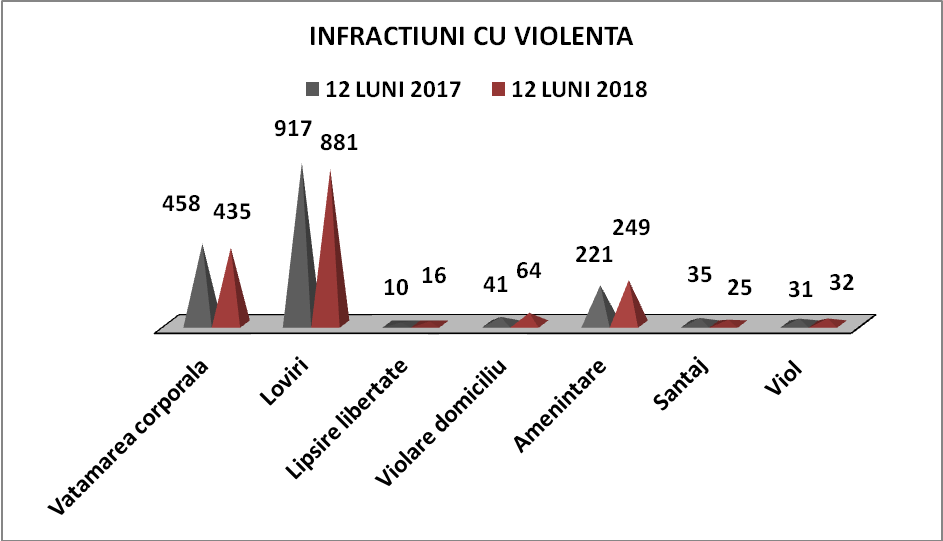 INFRACTIUNI CU VIOLENTA
12 LUNI 2017 12 LUNI 2018
458 435 917 881 10 16 41 64 221 249 35 25 31 32
Vatamarea corporala
Loviri
Lipsire libertate
Violare domiciliu
Amenintare
Santaj
Viol